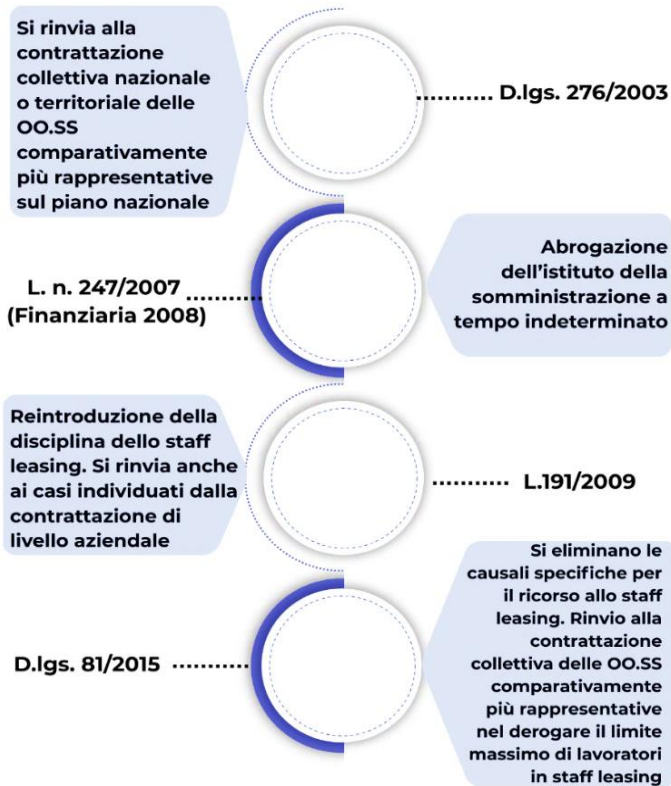 Si rinvia alla
contrattazione
collettiva nazionale
o territoriale delle
OO.SS
comparativamente
più rappresentative
sul piano nazionale
D.lgs. 276/2003
L. n. 247/2007
(Finanziaria 2008)
Abrogazione
dell'istituto della
somministrazione a
tempo indeterminato
Reintroduzione della
disciplina dello staff
leasing. Si rinvia anche
ai casi individuati dalla
contrattazione di
livello aziendale
L.191/2009
D.lgs. 81/2015
Si eliminano le
causali specifiche per
il ricorso allo staff
leasing. Rinvio alla
contrattazione
collettiva delle OO.SS
comparativamente
più rappresentative
nel derogare il limite
massimo di lavoratori
in staff leasing